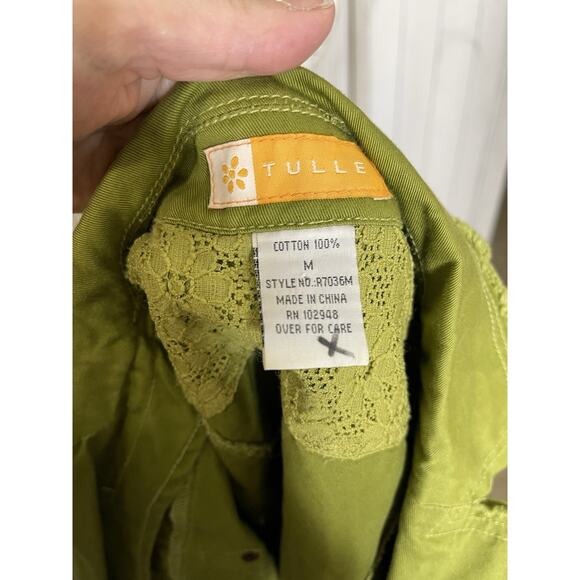 TULLE
COTTON 100%
M
STYLE NO.:R7036M
MADE IN CHINA
RN 102948
OVER FOR CARE